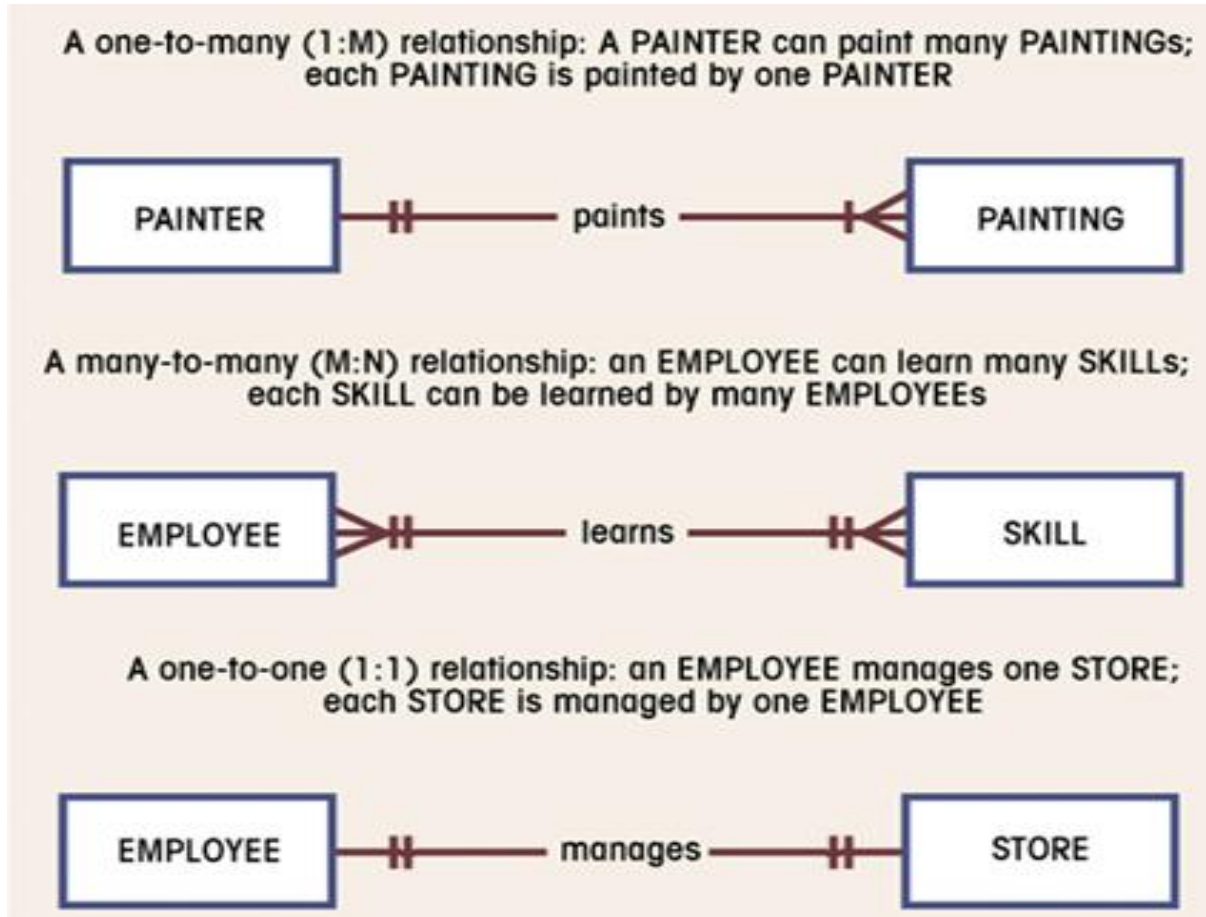 A one-to-many (1:M) relationship: A PAINTER can paint many PAINTINGs;
each PAINTING is painted by one PAINTER
PAINTER paints PAINTING
A many-to-many (M:N) relationship: an EMPLOYEE can learn many SKILLs;
each SKILL can be learned by many EMPLOYEEs
EMPLOYEE learns SKILL
A one-to-one (1:1) relationship: an EMPLOYEE manages one STORE;
each STORE is managed by one EMPLOYEE
EMPLOYEE manages STORE